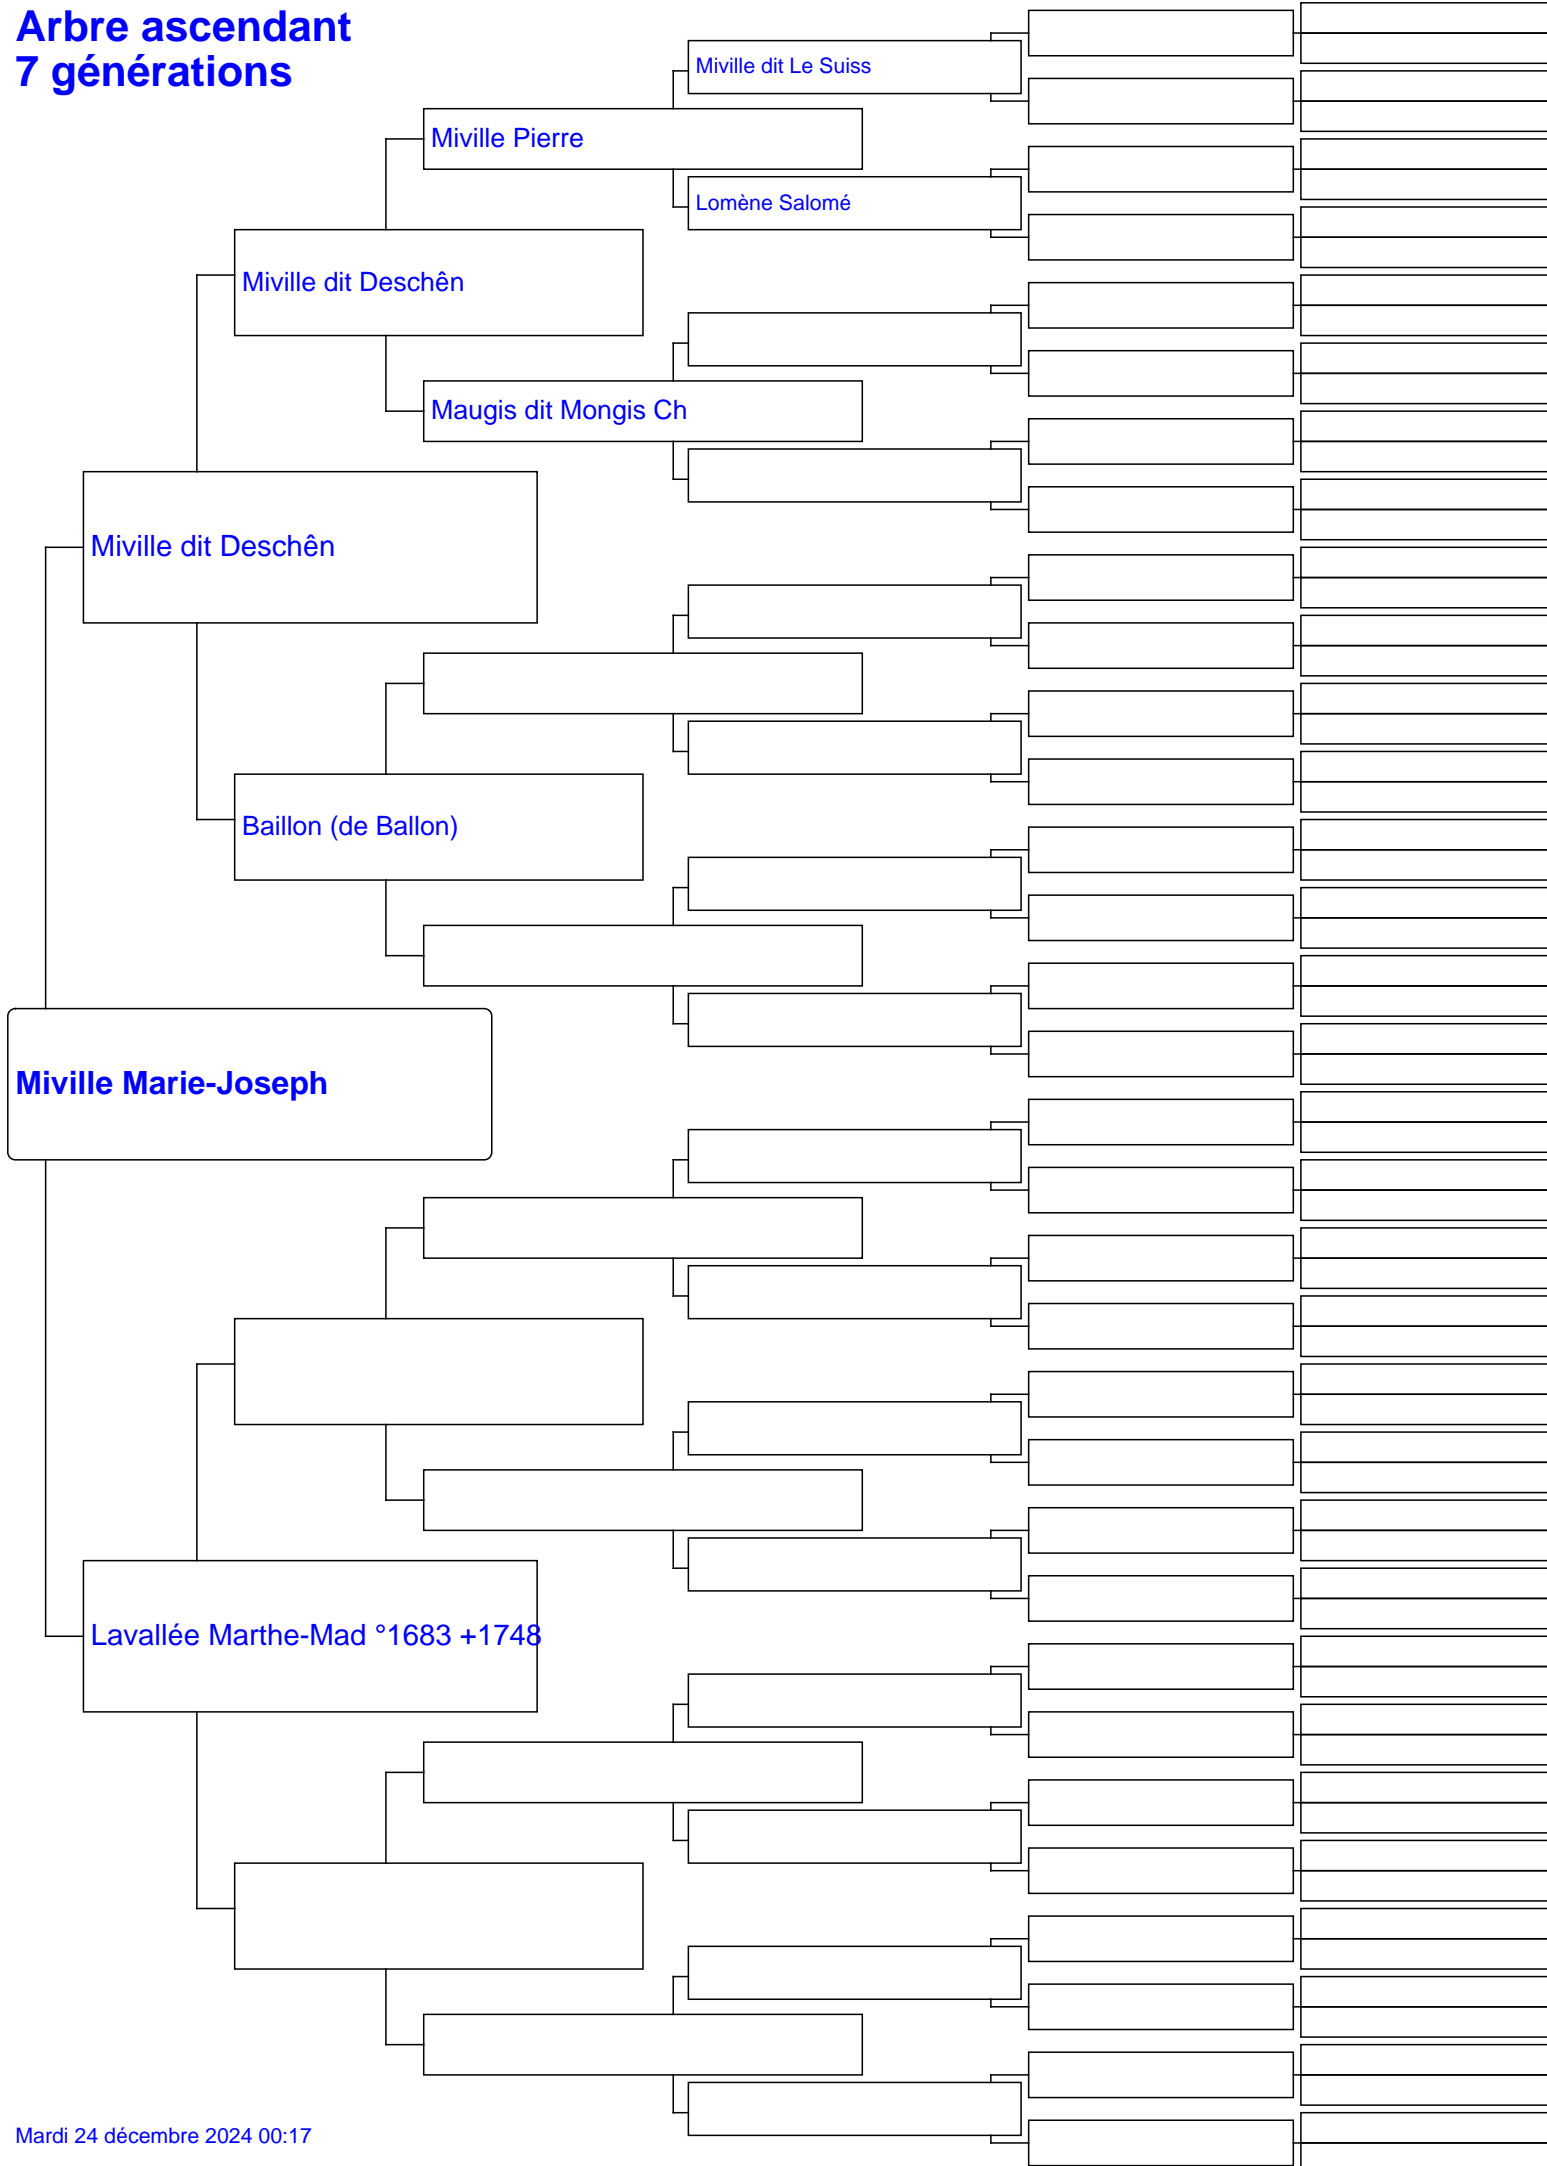 Arbre ascendant
7 générations
Miville dit Le Suiss
Miville Pierre
Lomène Salomé
Miville dit Deschên
Maugis dit Mongis Ch
Miville dit Deschên
Baillon (de Ballon)
Miville Marie-Joseph
Lavallée Marthe-Mad °1683 +1748
Mardi 24 décembre 2024 00:17